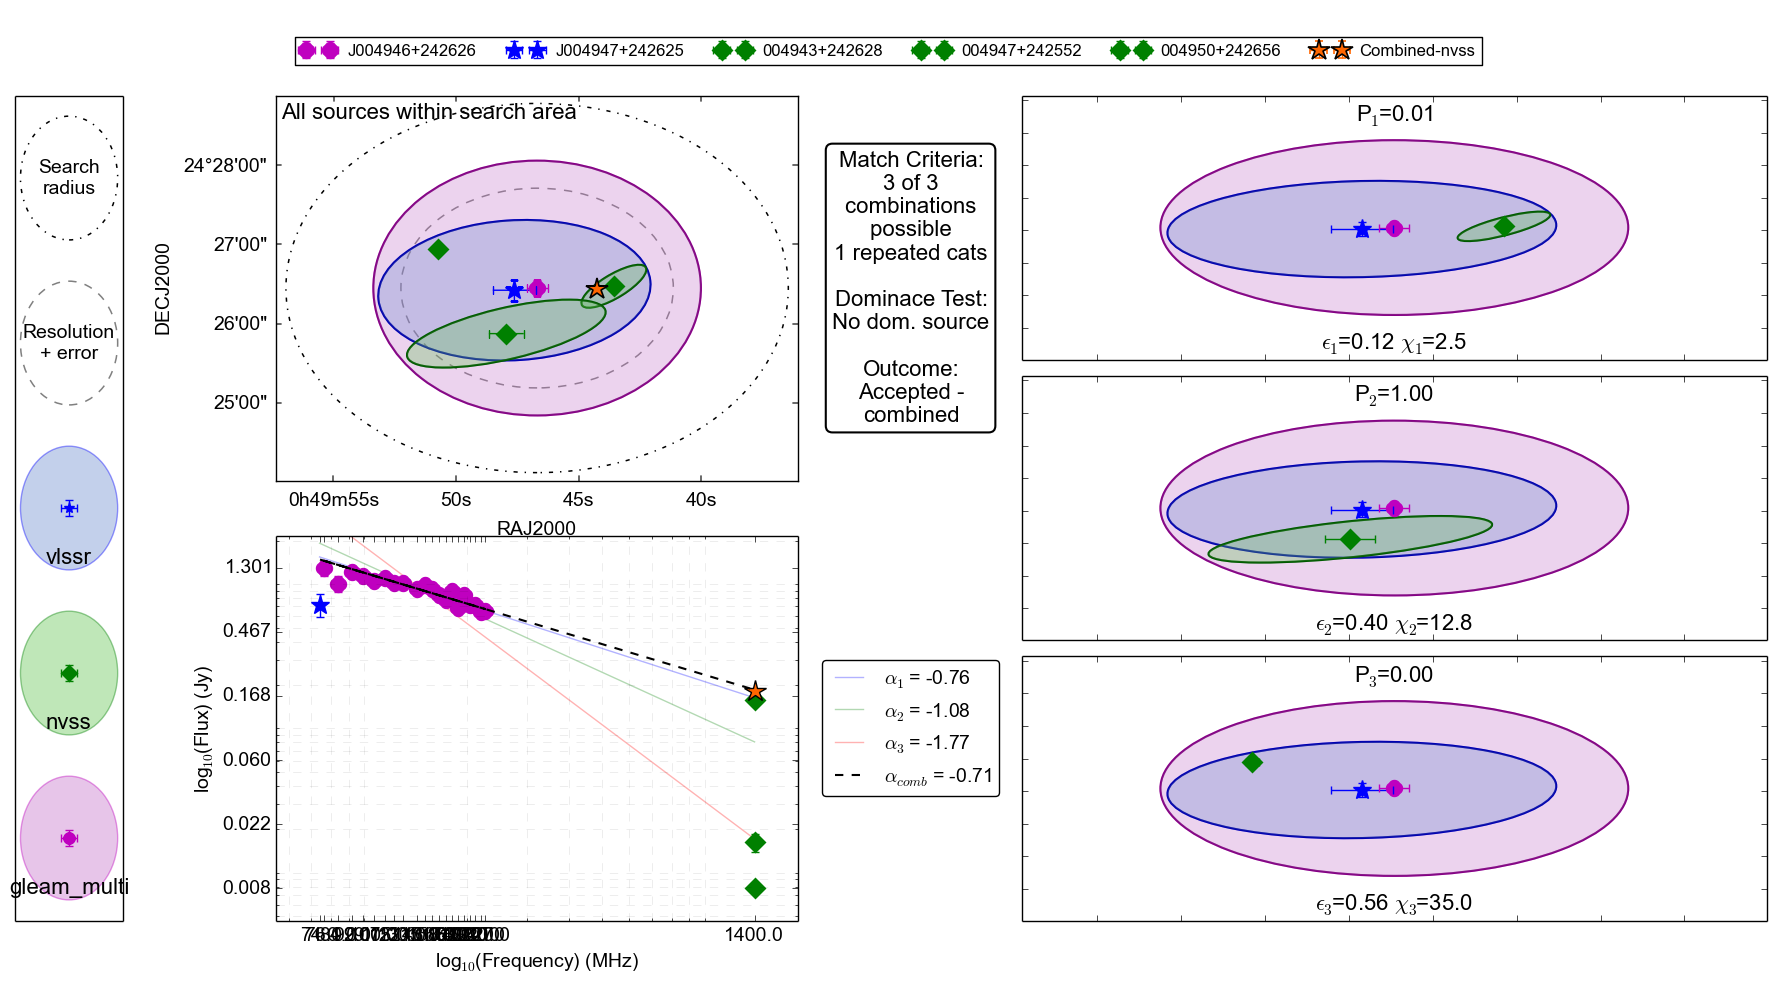 J004946+242626 J004947+242625 004943+242628 004947+242552 004950+242656 Combined-nvss
Search
radius
Resolution
+ error
vlssr
nvss
gleam_multi
All sources within search area
DECJ2000
24°28'00"
27'00"
26'00"
25'00"
0h49m55s 50s 45s 40s
RAJ2000
Match Criteria:
3 of 3
combinations
possible
1 repeated cats
Dominace Test:
No dom. source
Outcome:
Accepted -
combined
log10(Flux) (Jy)
1.301
0.467
0.168
0.060
0.022
0.008
1400.0
log10(Frequency) (MHz)
α1 = -0.76
α2 = -1.08
α3 = -1.77
αcomb = -0.71
P1=0.01
ϵ1=0.12 χ1=2.5
P2=1.00
ϵ2=0.40 χ2=12.8
P3=0.00
ϵ3=0.56 χ3=35.0